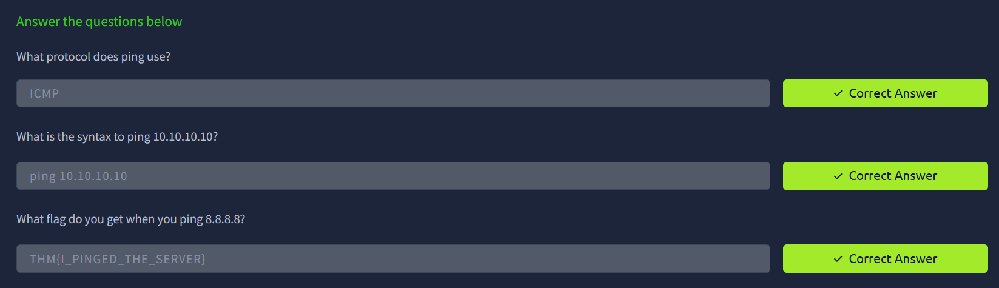 Answer the questions below
What protocol does ping use?
ICMP
✓ Correct Answer
What is the syntax to ping 10.10.10.10?
ping 10.10.10.10
✓ Correct Answer
What flag do you get when you ping 8.8.8.8?
THM{I_PINGED_THE_SERVER}
✓ Correct Answer